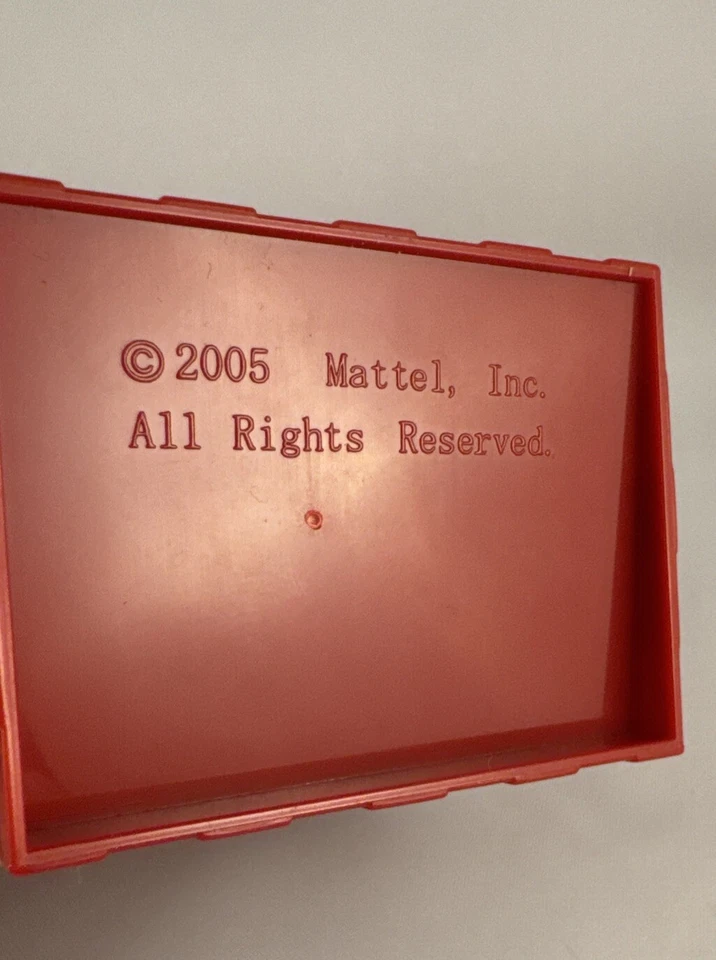 © 2005 Mattel, Inc.
All Rights Reserved.